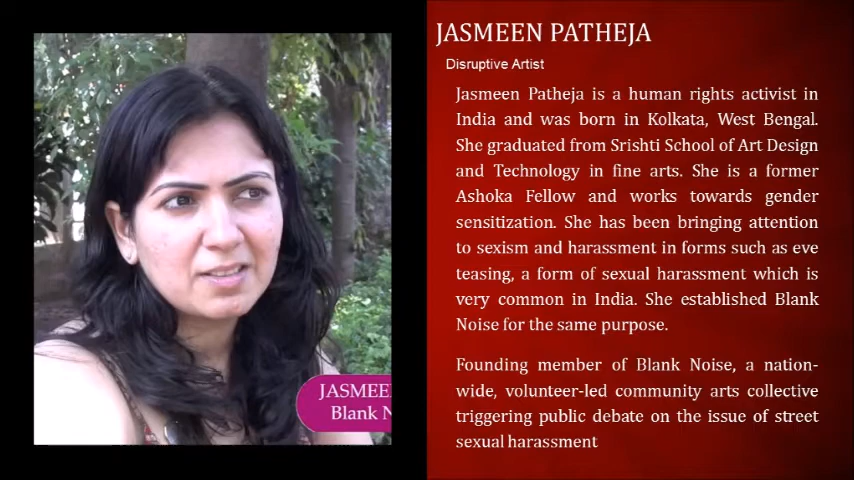 JASMEEN PATHEJA
Disruptive Artist
Jasmeen Patheja is a human rights activist in
India and was born in Kolkata, West Bengal.
She graduated from Srishti School of Art Design
and Technology in fine arts. She is a former
Ashoka Fellow and works towards gender
sensitization. She has been bringing attention
to sexism and harassment in forms such as eve
teasing, a form of sexual harassment which is
very common in India. She established Blank
Noise for the same purpose.
Founding member of Blank Noise, a nation-
wide, volunteer-led community arts collective
triggering public debate on the issue of street
sexual harassment
JASMEE
Blank N